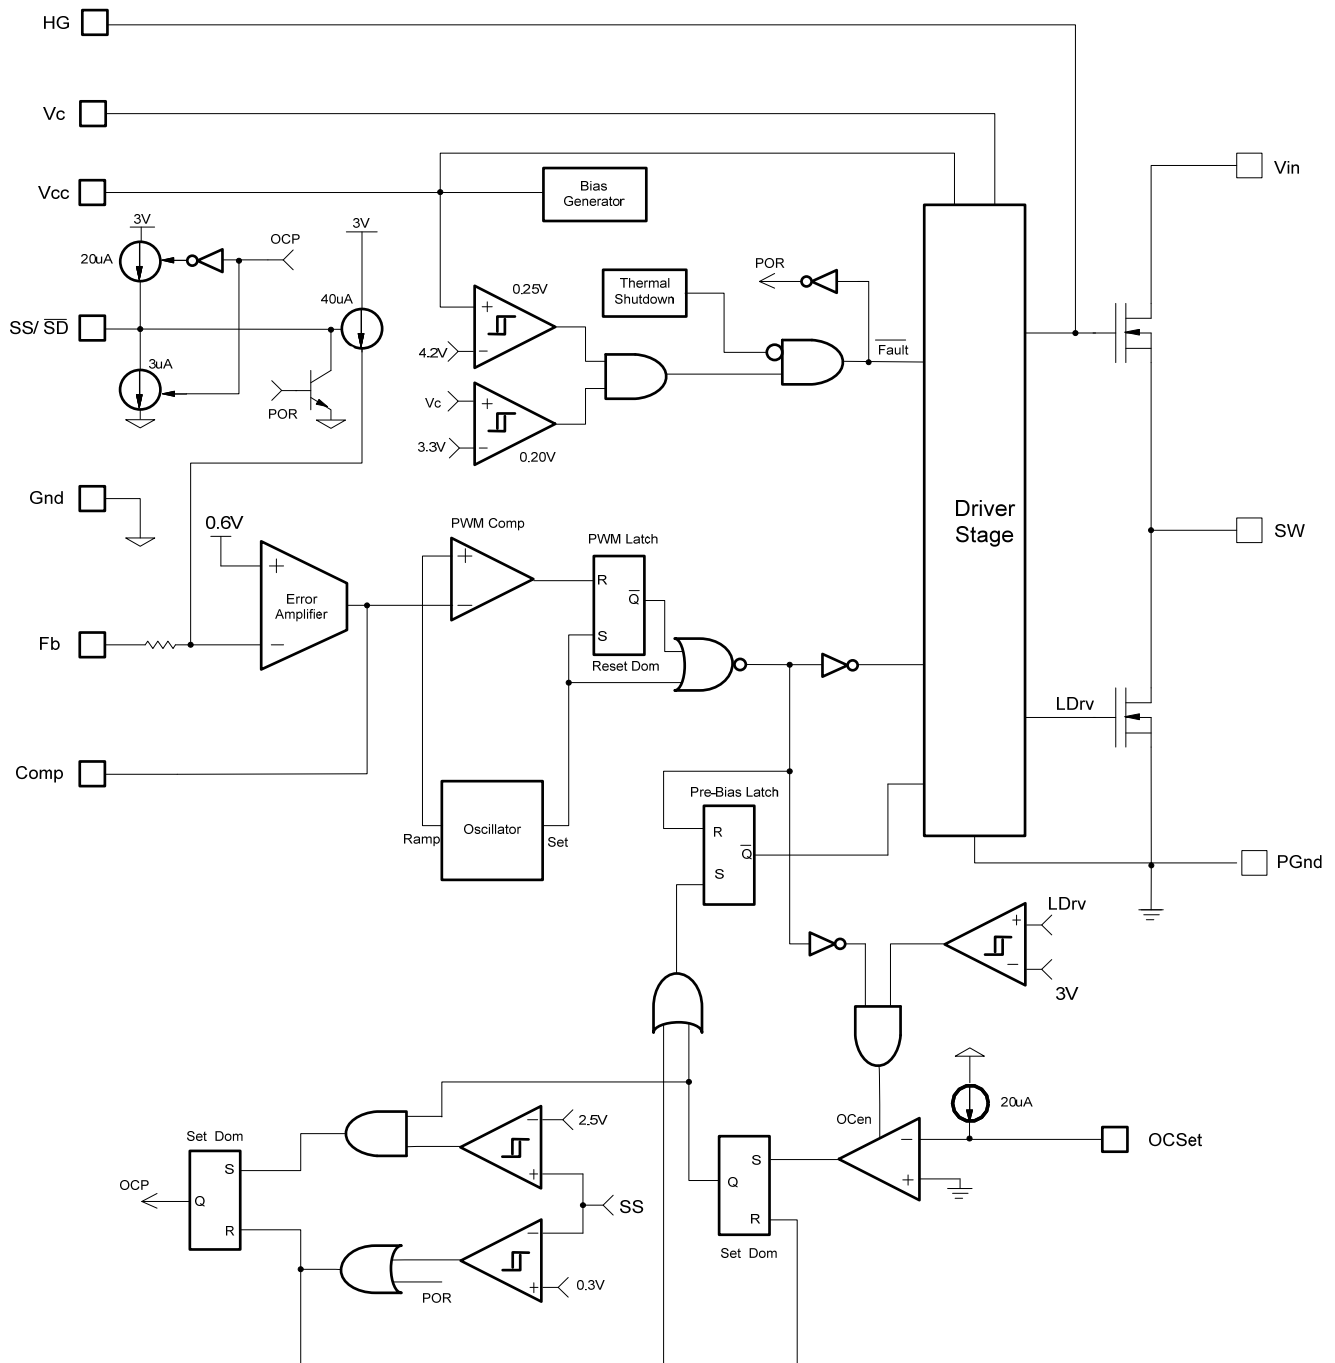 HG
Vc
Vcc
Bias
Generator
Vin
3V
3V
OCP
20uA
40uA
SS/ SD
3uA
POR
0.25V
4.2V
Vc
3.3V
0.20V
Thermal
Shutdown
POR
Fault
Driver
Stage
Gnd
0.6V
Error
Amplifier
PWM Comp
PWM Latch
R
Q
S
Reset Dom
SW
Fb
Comp
LDrv
Pre-Bias Latch
R
Q
S
Ramp
Oscillator
Set
PGnd
LDrv
3V
20uA
OCen
OCSet
2.5V
SS
0.3V
POR
Set Dom
S
Q
R
OCP
S
Q
R
Set Dom